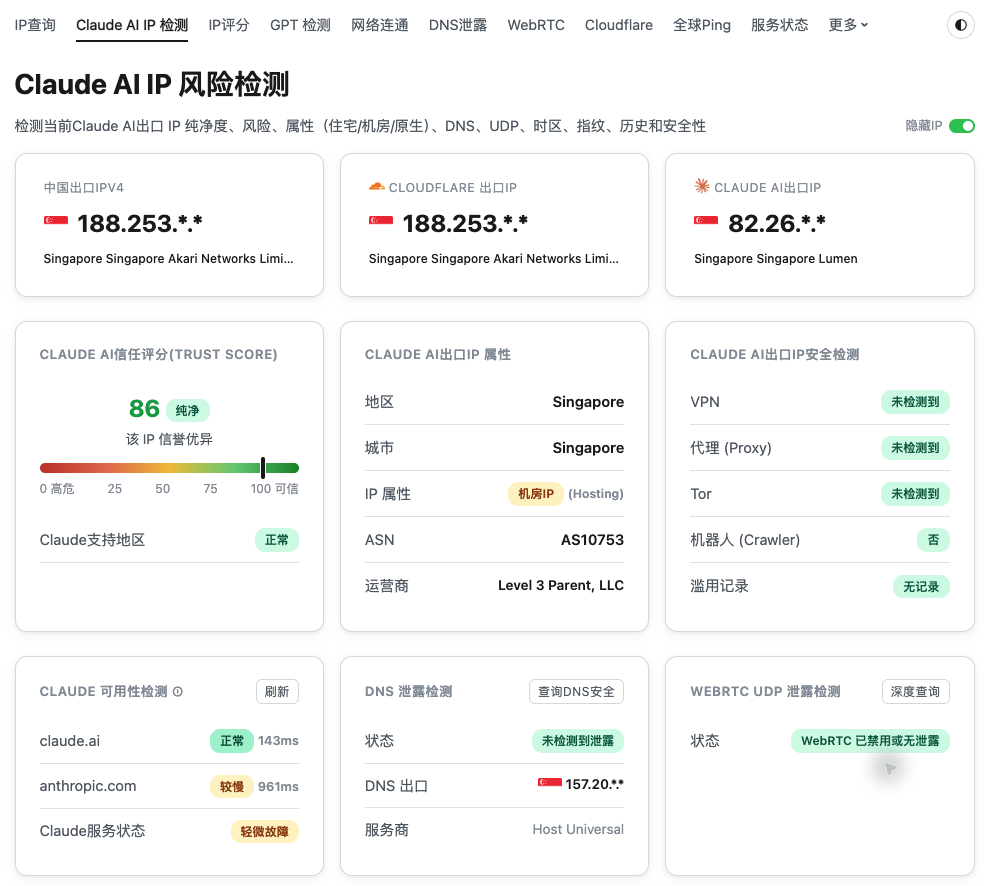 IP查询 Claude AI IP 检测 IP评分 GPT 检测 网络连通 DNS泄露 WebRTC Cloudflare 全球Ping 服务状态 更多
Claude AI IP 风险检测
检测当前Claude AI出口 IP 纯净度、风险、属性（住宅/机房/原生）、DNS、UDP、时区、指纹、历史和安全性
隐藏IP
中国出口IPV4
188.253.*.*
Singapore Singapore Akari Networks Limi...
CLOUDFLARE 出口IP
188.253.*.*
Singapore Singapore Akari Networks Limi...
CLAUDE AI出口IP
82.26.*.*
Singapore Singapore Lumen
CLAUDE AI信任评分(TRUST SCORE)
86 纯净
该 IP 信誉优异
0 高危 25 50 75 100 可信
Claude支持地区 正常
CLAUDE AI出口IP 属性
地区 Singapore
城市 Singapore
IP 属性 机房IP (Hosting)
ASN AS10753
运营商 Level 3 Parent, LLC
CLAUDE AI出口IP安全检测
VPN 未检测到
代理 (Proxy) 未检测到
Tor 未检测到
机器人 (Crawler) 否
滥用记录 无记录
CLAUDE 可用性检测 刷新
claude.ai 正常 143ms
anthropic.com 较慢 961ms
Claude服务状态 轻微故障
DNS 泄露检测 查询DNS安全
状态 未检测到泄露
DNS 出口 157.20.*.*
服务商 Host Universal
WEBRTC UDP 泄露检测 深度查询
状态 WebRTC 已禁用或无泄露